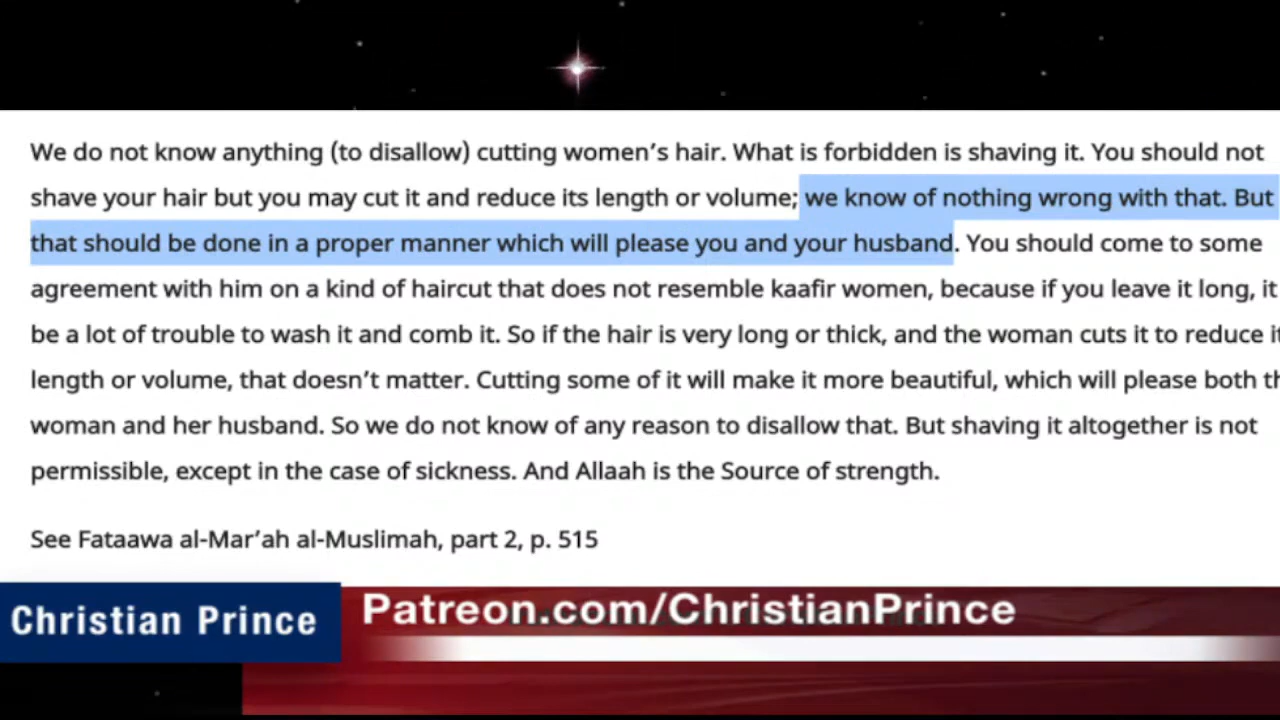 We do not know anything (to disallow) cutting women's hair. What is forbidden is shaving it. You should not
shave your hair but you may cut it and reduce its length or volume; we know of nothing wrong with that. But
that should be done in a proper manner which will please you and your husband. You should come to some
agreement with him on a kind of haircut that does not resemble kaafir women, because if you leave it long, it
be a lot of trouble to wash it and comb it. So if the hair is very long or thick, and the woman cuts it to reduce
length or volume, that doesn't matter. Cutting some of it will make it more beautiful, which will please both
woman and her husband. So we do not know of any reason to disallow that. But shaving it altogether is not
permissible, except in the case of sickness. And Allaah is the Source of strength.
See Fataawa al-Mar'ah al-Muslimah, part 2, p. 515
Christian Prince
Patreon.com/ChristianPrince